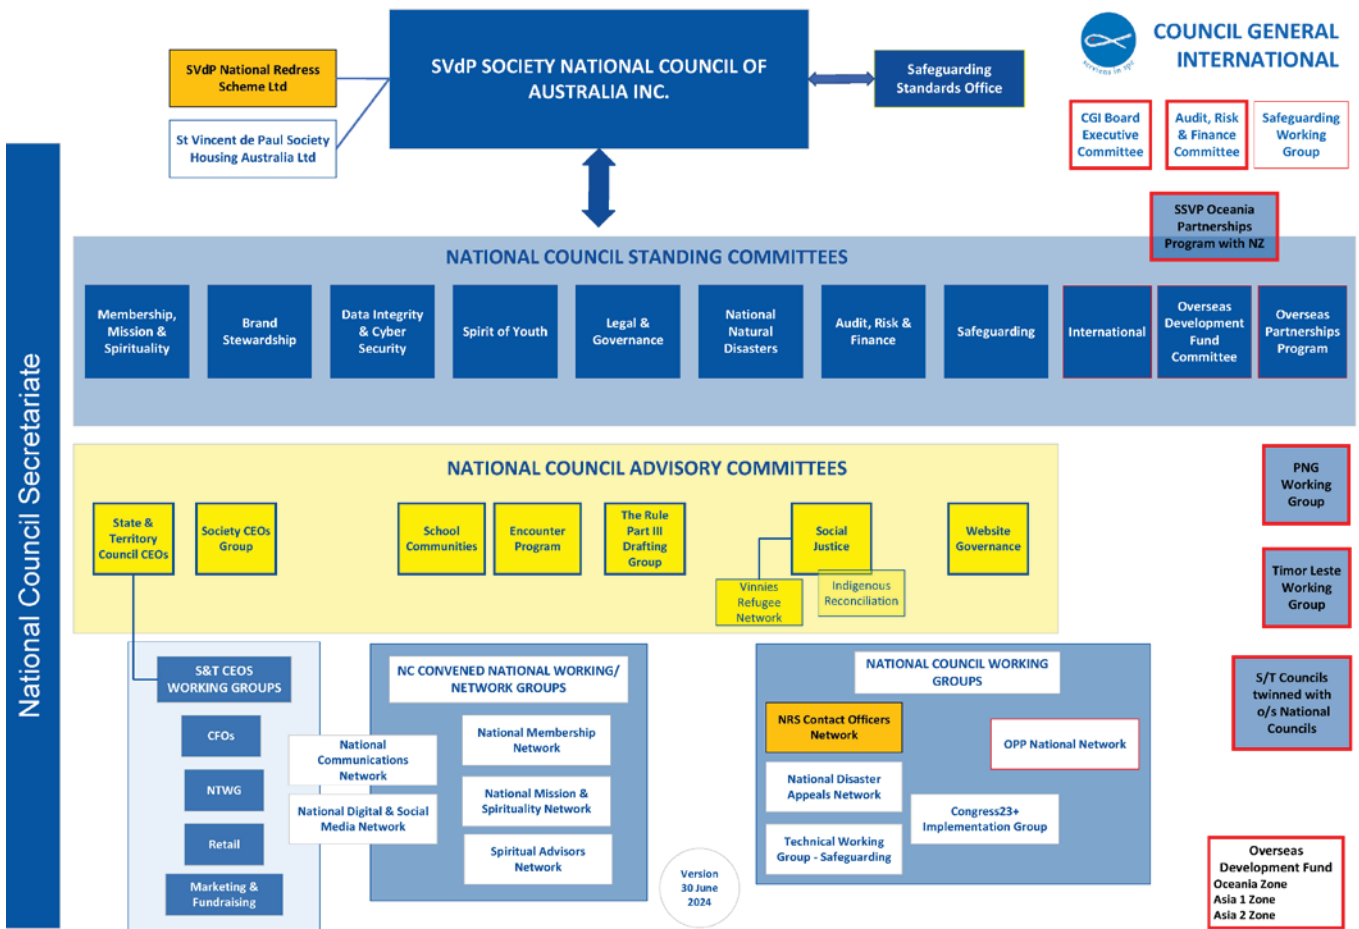 SVdP National Redress
Scheme Ltd
St Vincent de Paul Society
Housing Australia Ltd
SVdP SOCIETY NATIONAL COUNCIL OF
AUSTRALIA INC.
Safeguarding
Standards Office
serviens in spe
COUNCIL GENERAL
INTERNATIONAL
CGI Board
Executive
Committee
Audit, Risk
& Finance
Committee
Safeguarding
Working
Group
SSVP Oceania
Partnerships
Program with NZ
National Council Secretariate
NATIONAL COUNCIL STANDING COMMITTEES
Membership,
Mission &
Spirituality
Brand
Stewardship
Data Integrity
& Cyber
Security
Spirit of Youth
Legal &
Governance
National
Natural
Disasters
Audit, Risk &
Finance
Safeguarding
International
Overseas
Development
Fund
Committee
Overseas
Partnerships
Program
NATIONAL COUNCIL ADVISORY COMMITTEES
State &
Territory
Council CEOs
Society CEOs
Group
School
Communities
Encounter
Program
The Rule
Part III
Drafting
Group
Social
Justice
Website
Governance
Vinnies
Refugee
Network
Indigenous
Reconciliation
PNG
Working
Group
Timor Leste
Working
Group
S/T Councils
twinned with
o/s National
Councils
S&T CEOS
WORKING GROUPS
CFOs
NTWG
Retail
Marketing &
Fundraising
National
Communications
Network
National Digital & Social
Media Network
NC CONVENED NATIONAL WORKING/
NETWORK GROUPS
National Membership
Network
National Mission &
Spirituality Network
Spiritual Advisors
Network
Version
30 June
2024
NATIONAL COUNCIL WORKING
GROUPS
NRS Contact Officers
Network
OPP National Network
National Disaster
Appeals Network
Congress23+
Implementation Group
Technical Working
Group - Safeguarding
Overseas
Development Fund
Oceania Zone
Asia 1 Zone
Asia 2 Zone